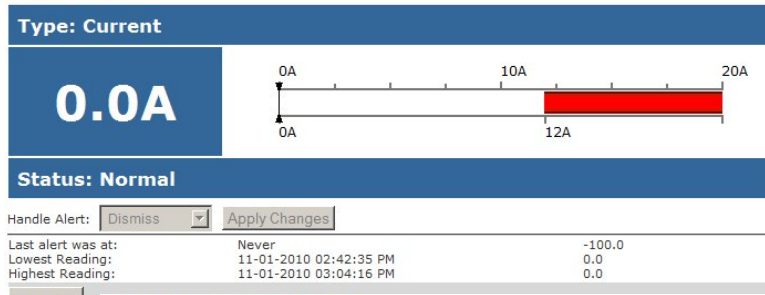 Type: Current
0.0A
0A 10A 20A
0A 12A
Status: Normal
Handle Alert: Dismiss Apply Changes
Last alert was at: Never -100.0
Lowest Reading: 11-01-2010 02:42:35 PM 0.0
Highest Reading: 11-01-2010 03:04:16 PM 0.0